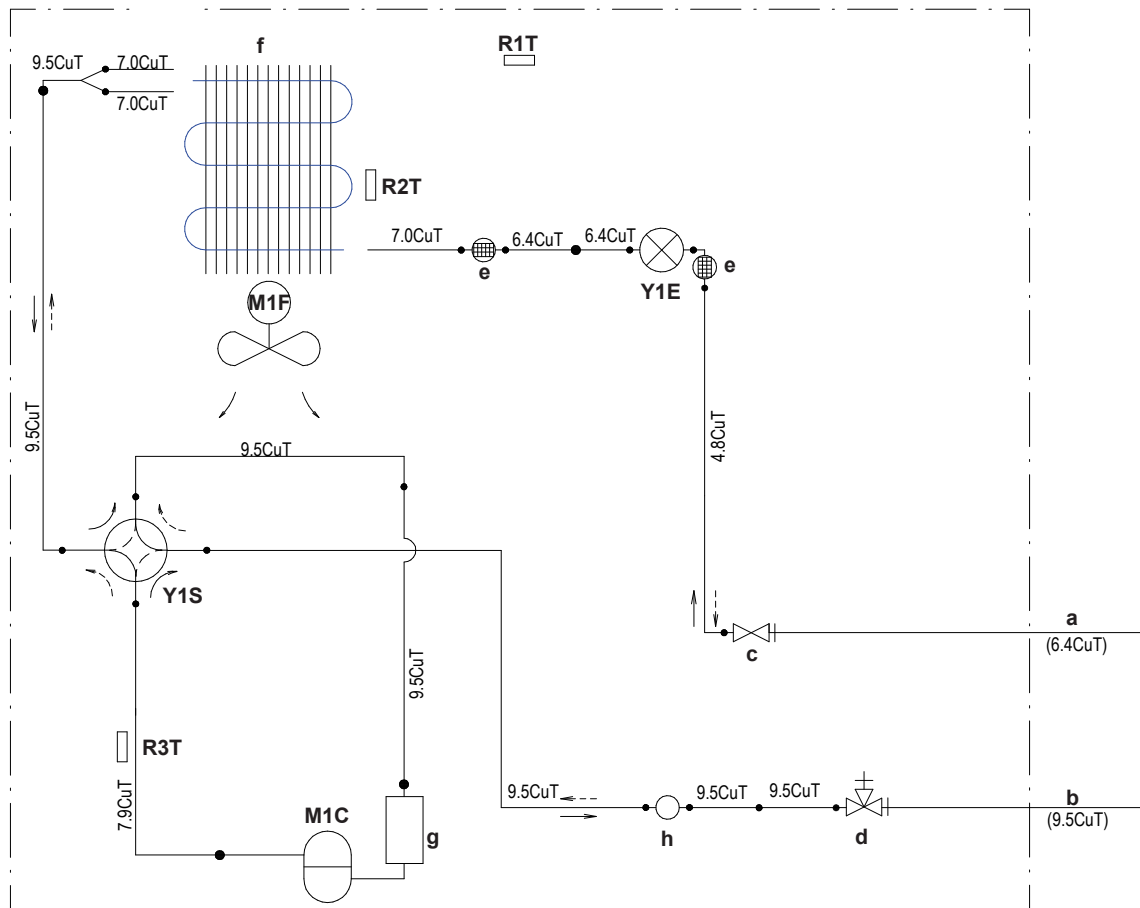 f
R1T
9.5CuT
7.0CuT
7.0CuT
R2T
7.0CuT
6.4CuT
6.4CuT
e
Y1E
e
M1F
9.5CuT
9.5CuT
4.8CuT
Y1S
a
(6.4CuT)
c
9.5CuT
R3T
7.9CuT
M1C
g
9.5CuT
9.5CuT
9.5CuT
h
d
b
(9.5CuT)